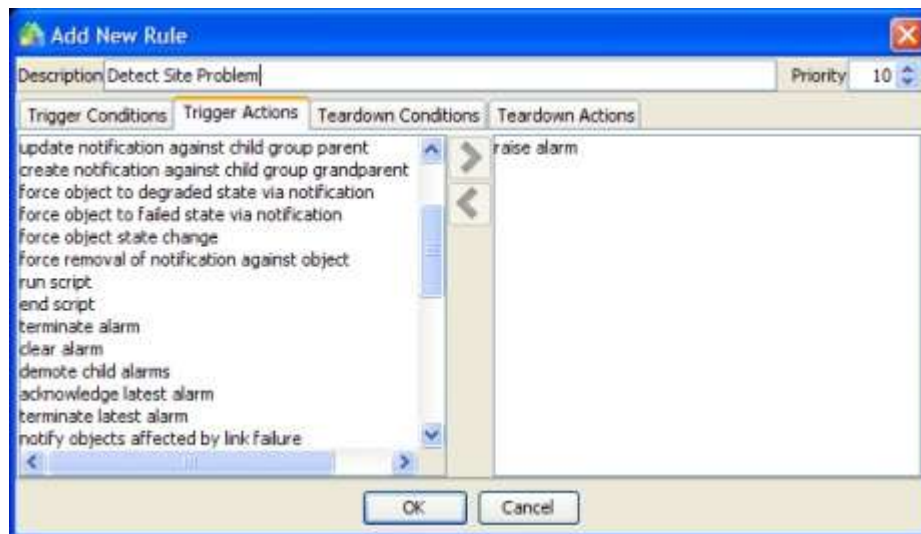 Add New Rule
Description Detect Site Problem Priority 10
Trigger Conditions Trigger Actions Teardown Conditions Teardown Actions
update notification against child group parent
create notification against child group grandparent
force object to degraded state via notification
force object to failed state via notification
force object state change
force removal of notification against object
run script
end script
terminate alarm
clear alarm
demote child alarms
acknowledge latest alarm
terminate latest alarm
notify objects affected by link failure
raise alarm
OK Cancel